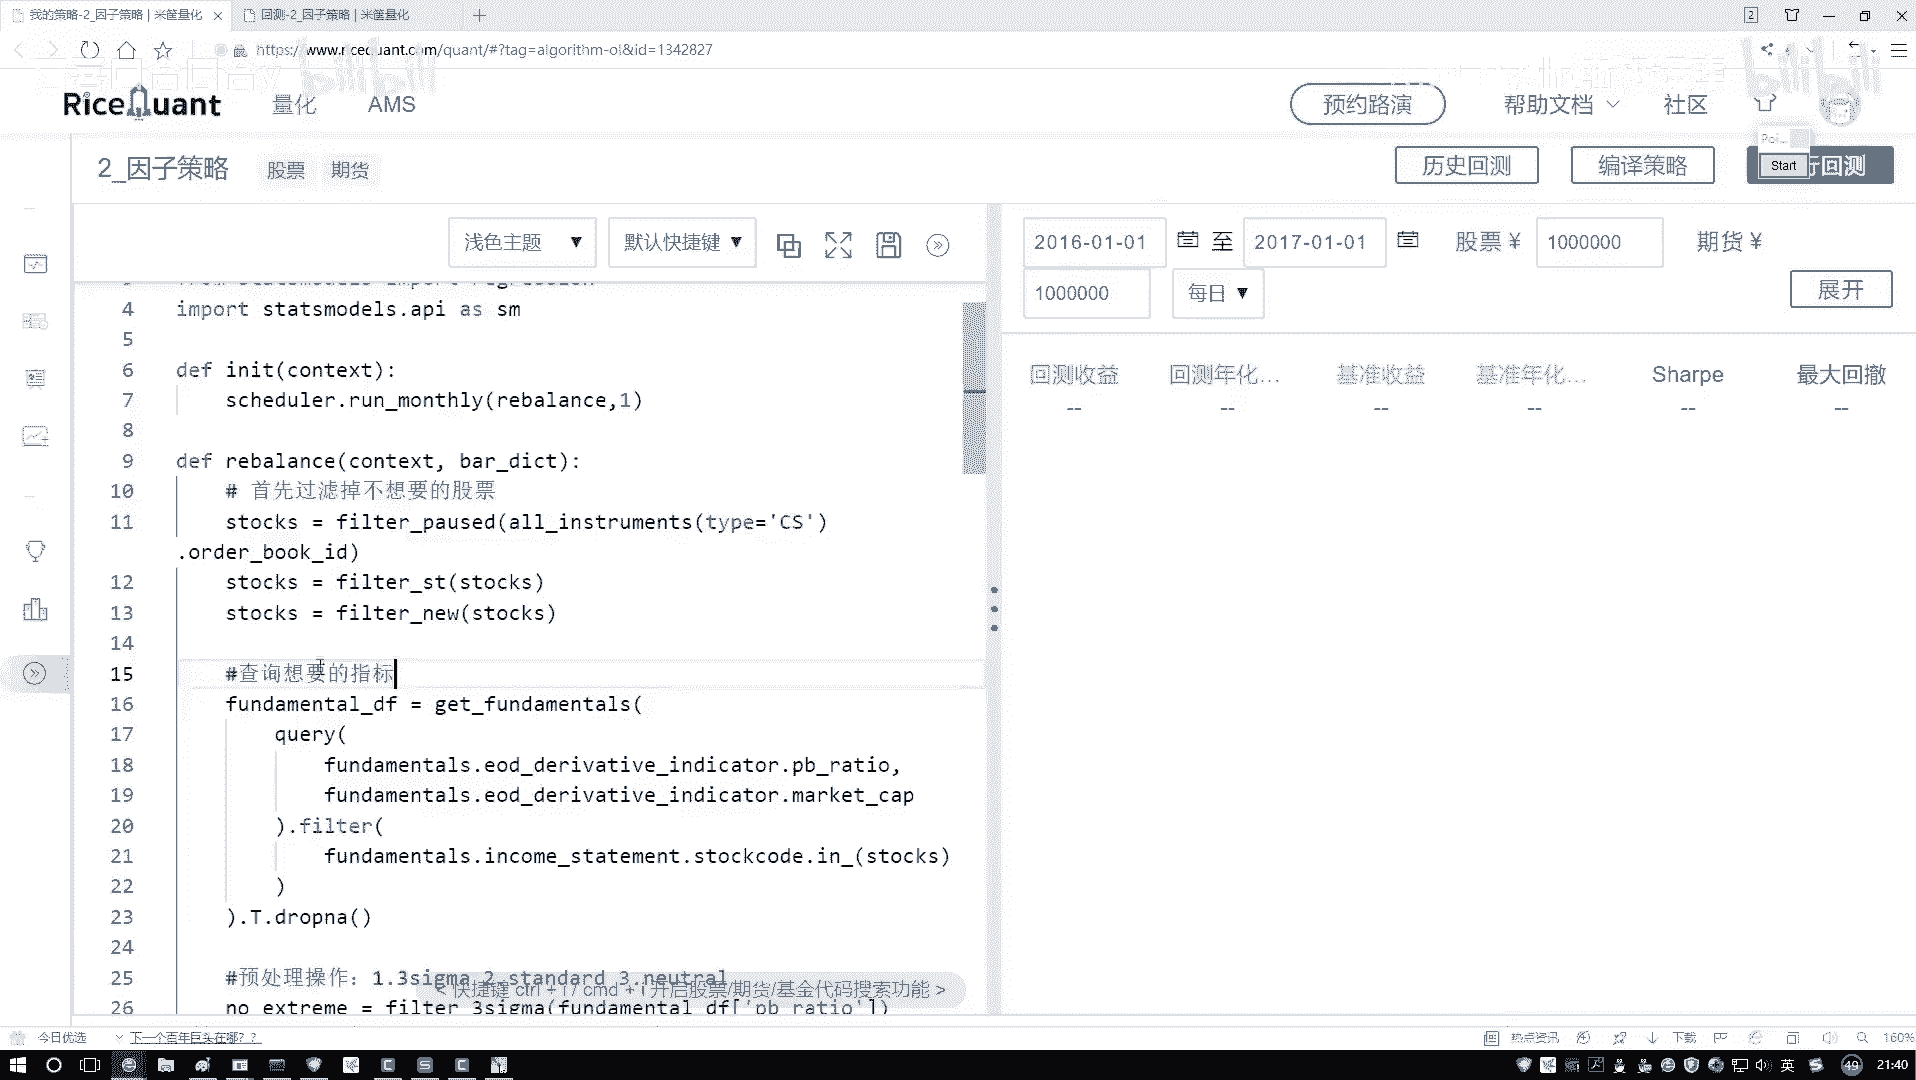 我的策略-2_因子策略 | 米筐量化
回测-2_因子策略 | 米筐量化
2
https://www.ricequant.com/quant/#?tag=algorithm-ol&id=1342827
bilibili
bilibili
RiceQuant
量化
AMS
预约路演
帮助文档
社区
Poi...
2_因子策略
股票
期货
历史回测
编译策略
Start
行回测
浅色主题 ▼
默认快捷键 ▼
2016-01-01
至
2017-01-01
股票 ¥
1000000
期货 ¥
1000000
每日 ▼
展开
回测收益
回测年化...
基准收益
基准年化...
Sharpe
最大回撤
--
--
--
--
--
--
3 from statsmodels import regression
4 import statsmodels.api as sm
5
6 def init(context):
7 scheduler.run_monthly(rebalance,1)
8
9 def rebalance(context, bar_dict):
10 # 首先过滤掉不想要的股票
11 stocks = filter_paused(all_instruments(type='CS')
.order_book_id)
12 stocks = filter_st(stocks)
13 stocks = filter_new(stocks)
14
15 #查询想要的指标
16 fundamental_df = get_fundamentals(
17 query(
18 fundamentals.eod_derivative_indicator.pb_ratio,
19 fundamentals.eod_derivative_indicator.market_cap
20 ).filter(
21 fundamentals.income_statement.stockcode.in_(stocks)
22 )
23 ).T.dropna()
24
25 #预处理操作：1.3sigma 2.standard 3.neutral
< 快捷键 ctrl + i / cmd + i 开启股票/期货/基金代码搜索功能 >
26 no_extreme = filter_3sigma(fundamental_df['pb_ratio'])
今日优选
下一个百年巨头在哪？？
热点资讯
下载
160%
英
49
21:40